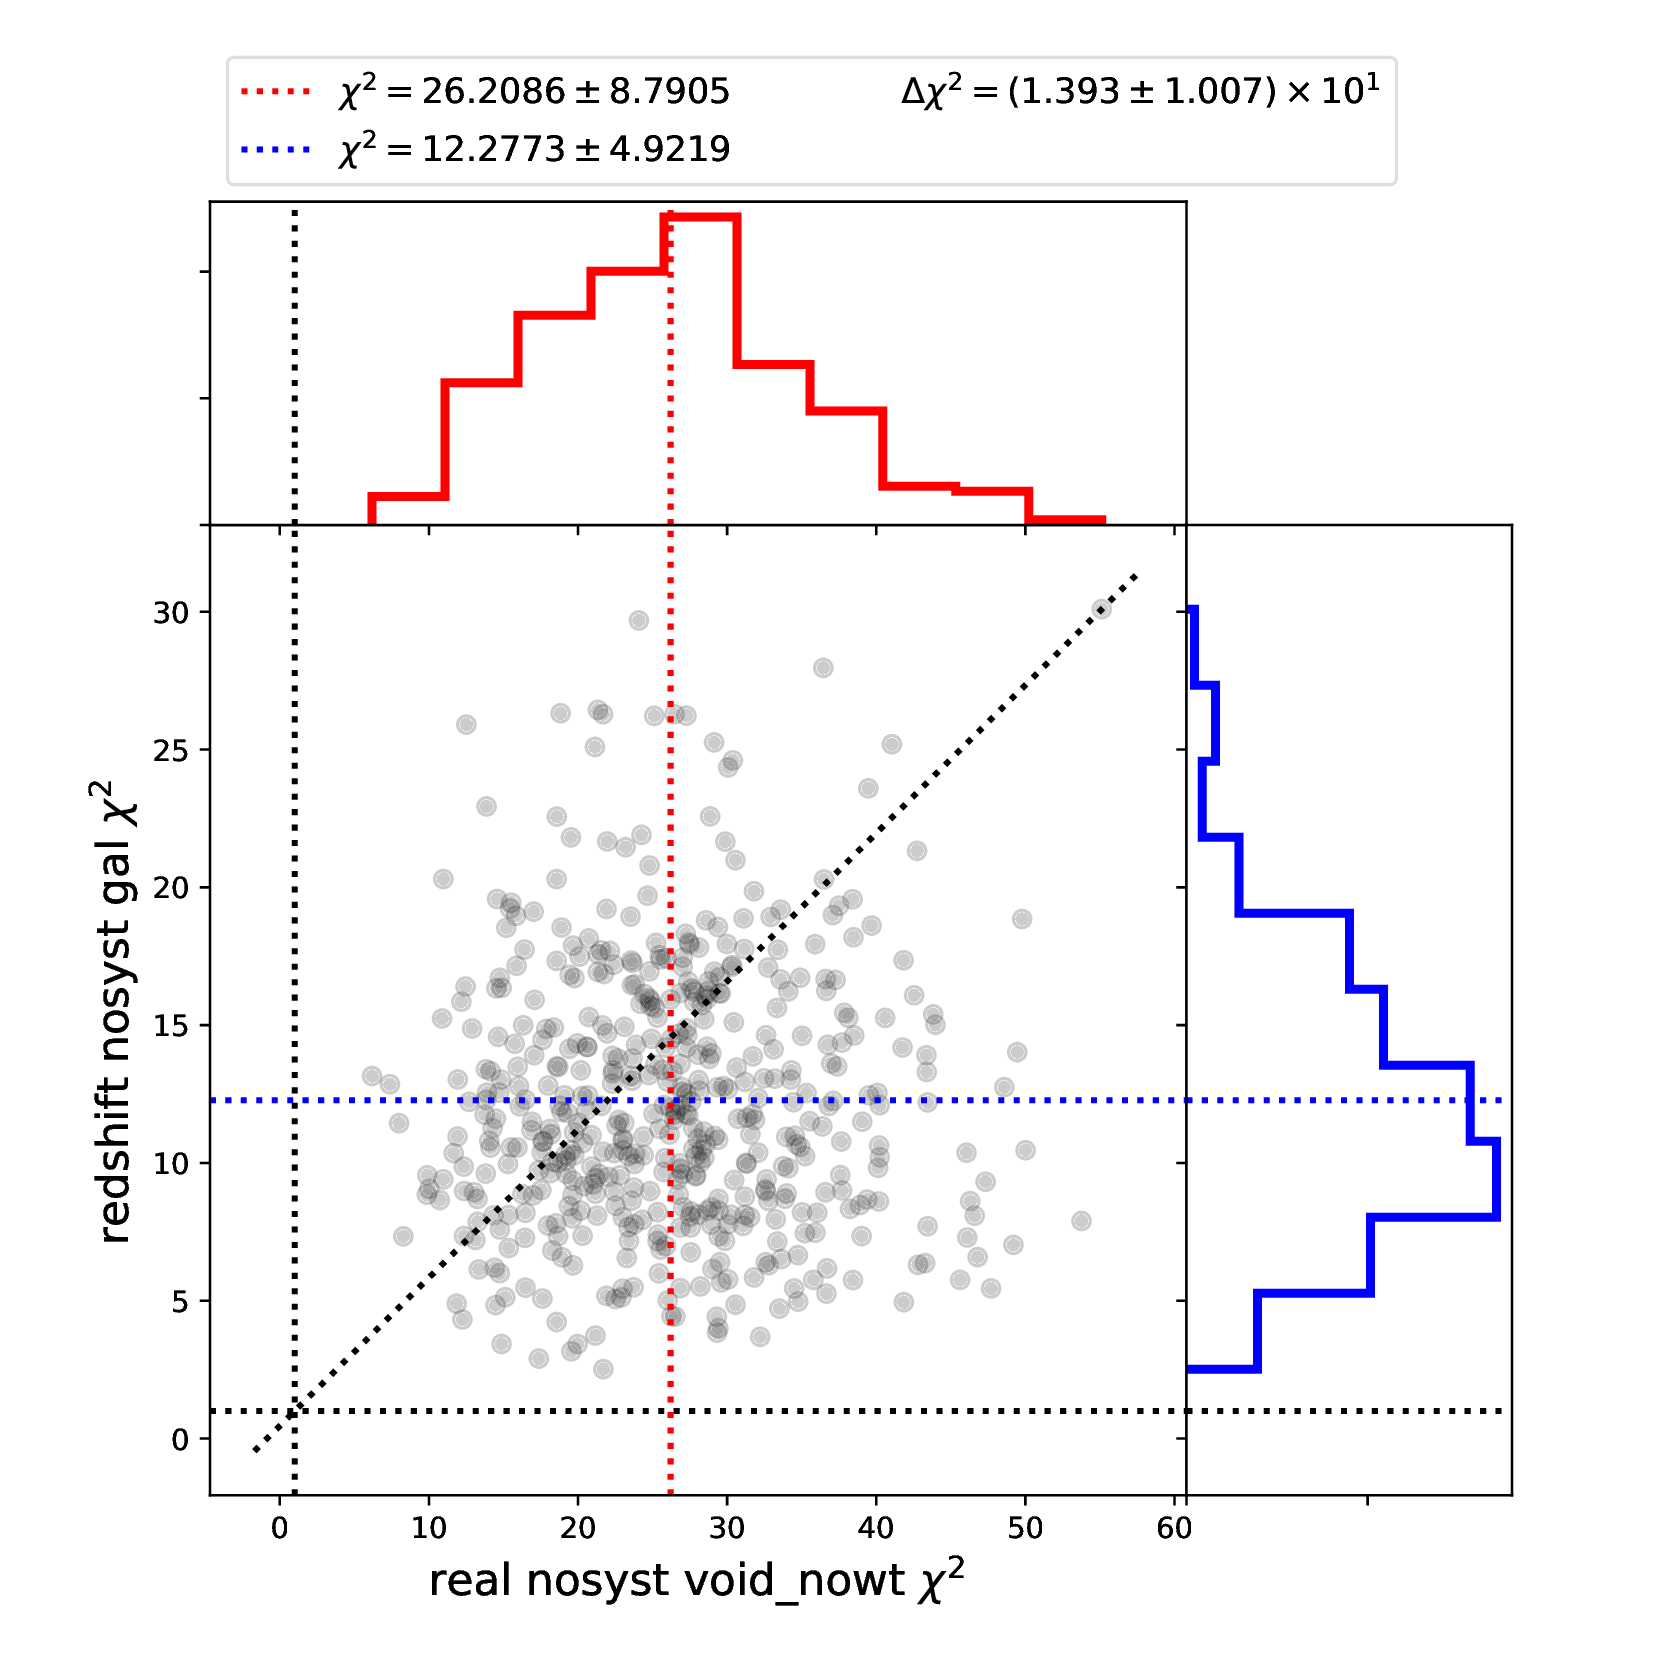 χ² = 26.2086 ± 8.7905 Δχ² = (1.393 ± 1.007) × 10¹
χ² = 12.2773 ± 4.9219
30
25
20
15
10
5
0
redshift nosyst gal χ²
0 10 20 30 40 50 60
real nosyst void_nowt χ²